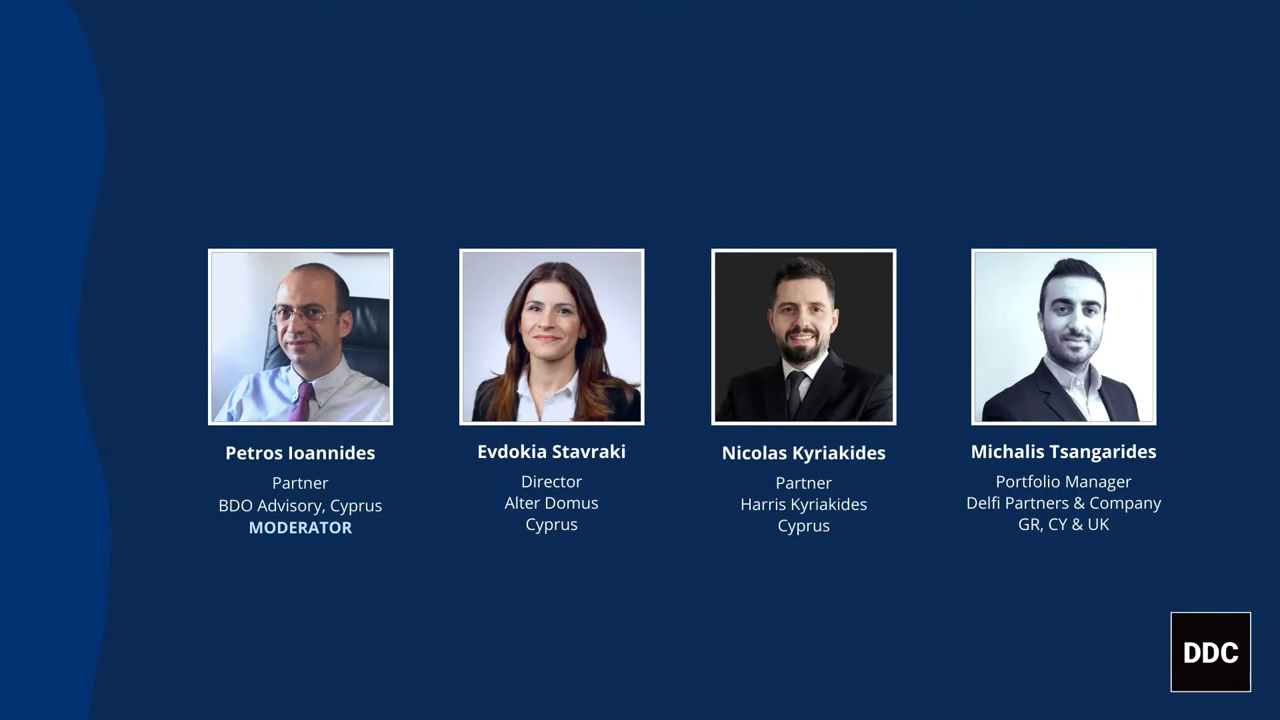 Petros Ioannides
Partner
BDO Advisory, Cyprus
MODERATOR
Evdokia Stavraki
Director
Alter Domus
Cyprus
Nicolas Kyriakides
Partner
Harris Kyriakides
Cyprus
Michalis Tsangarides
Portfolio Manager
Delfi Partners & Company
GR, CY & UK
DDC